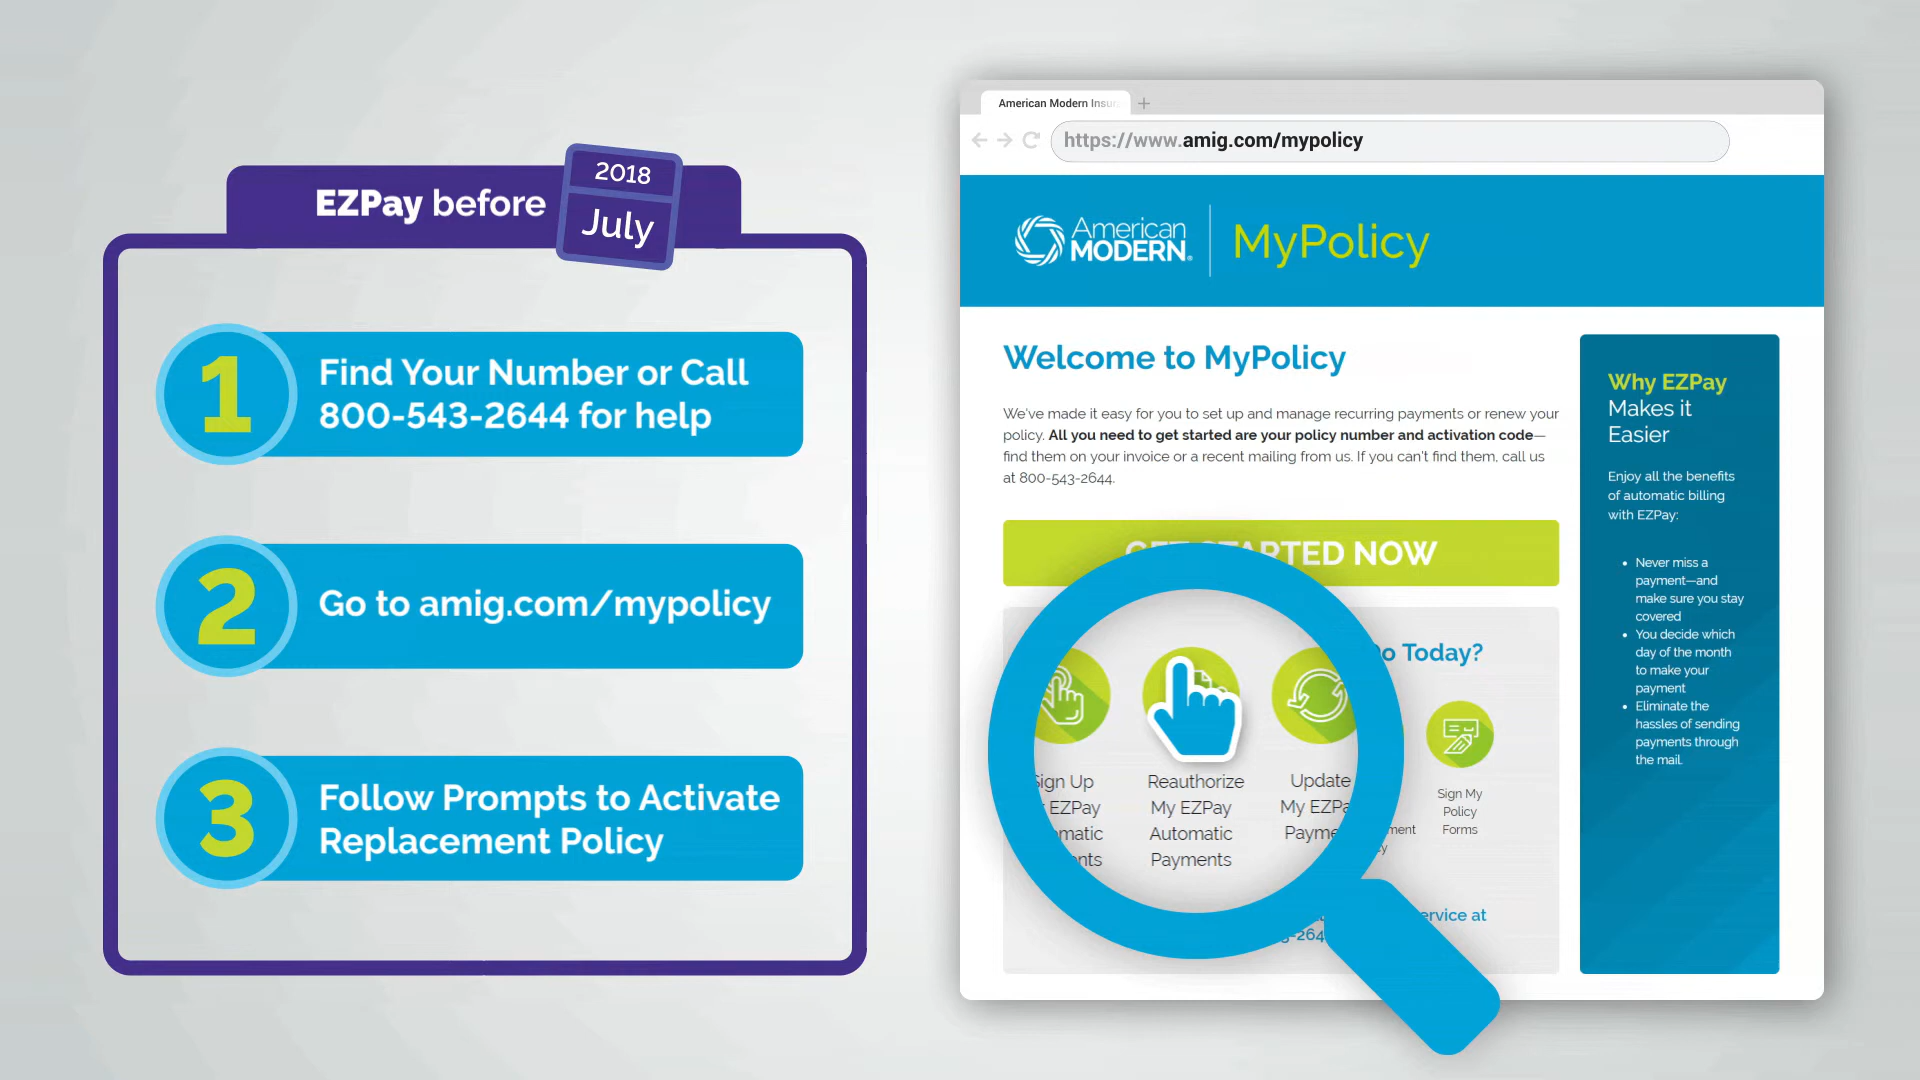 EZPay before
2018
July
1
Find Your Number or Call
800-543-2644 for help
2
Go to amig.com/mypolicy
3
Follow Prompts to Activate
Replacement Policy
American Modern
https://www.amig.com/mypolicy
American
MODERN®
MyPolicy
Welcome to MyPolicy
We've made it easy for you to set up and manage recurring payments or renew your
policy. All you need to get started are your policy number and activation code—
find them on your invoice or a recent mailing from us. If you can't find them, call us
at 800-543-2644.
NOW
Today?
Up
EZPay
Reauthorize
My EZPay
Automatic
Payments
Update
My
Sign My
Policy
Forms
at
Why EZPay
Makes it
Easier
Enjoy all the benefits
of automatic billing
with EZPay:
• Never miss a
payment—and
make sure you stay
covered
• You decide which
day of the month
to make your
payment
• Eliminate the
hassles of sending
payments through
the mail.